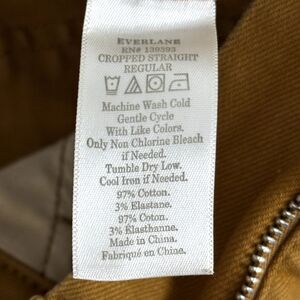 EVERLANE
RN# 139393
CROPPED STRAIGHT
REGULAR
Machine Wash Cold
Gentle Cycle
With Like Colors.
Only Non Chlorine Bleach
if Needed.
Tumble Dry Low.
Cool Iron if Needed.
97% Cotton.
3% Elastane.
97% Coton.
3% Élasthanne.
Made in China.
Fabriqué en Chine.